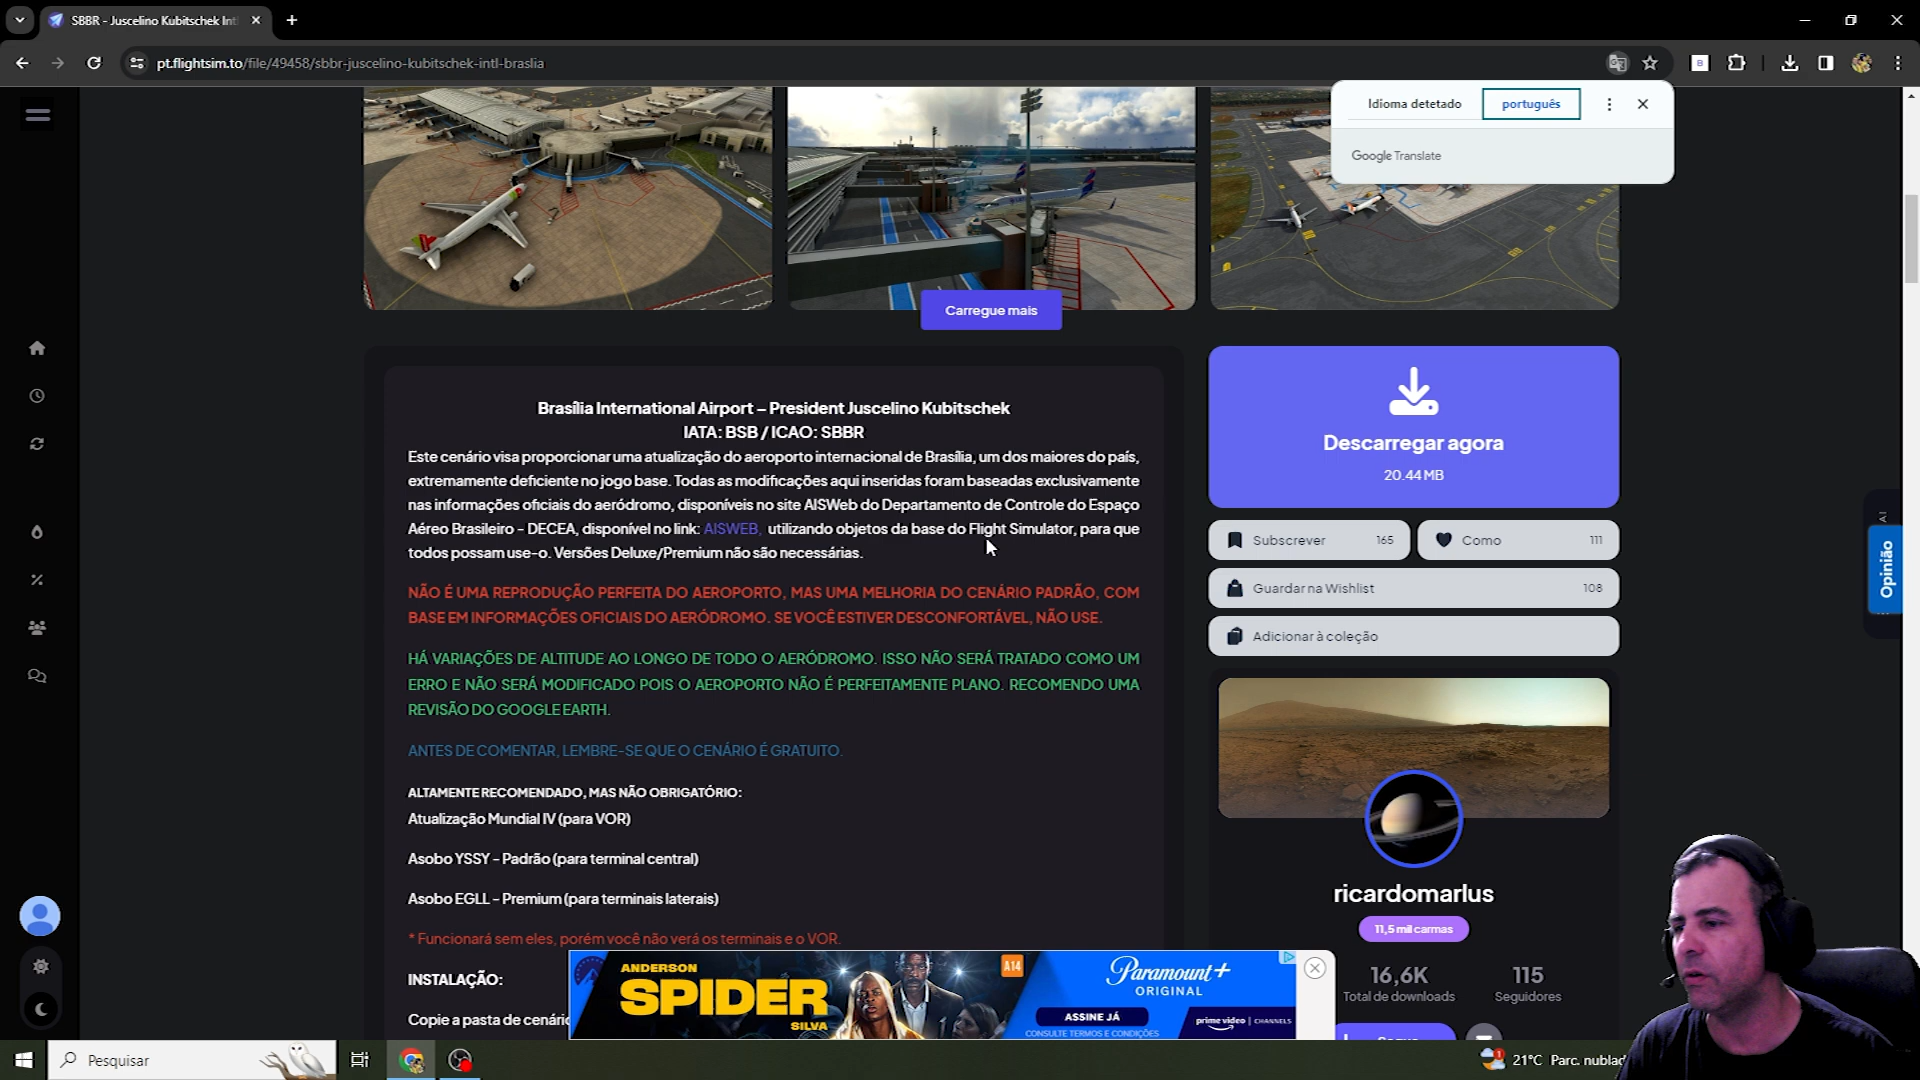 SBBR - Juscelino Kubitschek Int
pt.flightsim.to/file/49458/sbbr-juscelino-kubitschek-intl-braslia
Idioma detetado
português
Google Translate
Carregue mais
Brasília International Airport – President Juscelino Kubitschek
IATA: BSB / ICAO: SBBR
Este cenário visa proporcionar uma atualização do aeroporto internacional de Brasília, um dos maiores do país,
extremamente deficiente no jogo base. Todas as modificações aqui inseridas foram baseadas exclusivamente
nas informações oficiais do aeródromo, disponíveis no site AISWeb do Departamento de Controle do Espaço
Aéreo Brasileiro - DECEA, disponível no link: AISWEB, utilizando objetos da base do Flight Simulator, para que
todos possam use-o. Versões Deluxe/Premium não são necessárias.
NÃO É UMA REPRODUÇÃO PERFEITA DO AEROPORTO, MAS UMA MELHORIA DO CENÁRIO PADRÃO, COM
BASE EM INFORMAÇÕES OFICIAIS DO AERÓDROMO. SE VOCÊ ESTIVER DESCONFORTÁVEL, NÃO USE.
HÁ VARIAÇÕES DE ALTITUDE AO LONGO DE TODO O AERÓDROMO. ISSO NÃO SERÁ TRATADO COMO UM
ERRO E NÃO SERÁ MODIFICADO POIS O AEROPORTO NÃO É PERFEITAMENTE PLANO. RECOMENDO UMA
REVISÃO DO GOOGLE EARTH.
ANTES DE COMENTAR, LEMBRE-SE QUE O CENÁRIO É GRATUITO.
ALTAMENTE RECOMENDADO, MAS NÃO OBRIGATÓRIO:
Atualização Mundial IV (para VOR)
Asobo YSSY - Padrão (para terminal central)
Asobo EGLL - Premium (para terminais laterais)
* Funcionará sem eles, porém você não verá os terminais e o VOR.
INSTALAÇÃO:
Copie a pasta de cenário
Descarregar agora
20.44 MB
Subscrever 165
Como 111
Guardar na Wishlist 108
Adicionar à coleção
ricardomarlus
11,5 mil carmas
16,6K 115
Total de downloads Seguidores
Opinião
ANDERSON
SPIDER
SILVA
A14
Paramount+
ORIGINAL
ASSINE JÁ
CONSULTE TERMOS E CONDIÇÕES
prime video | CHANNELS
Pesquisar
21°C Parc. nublad